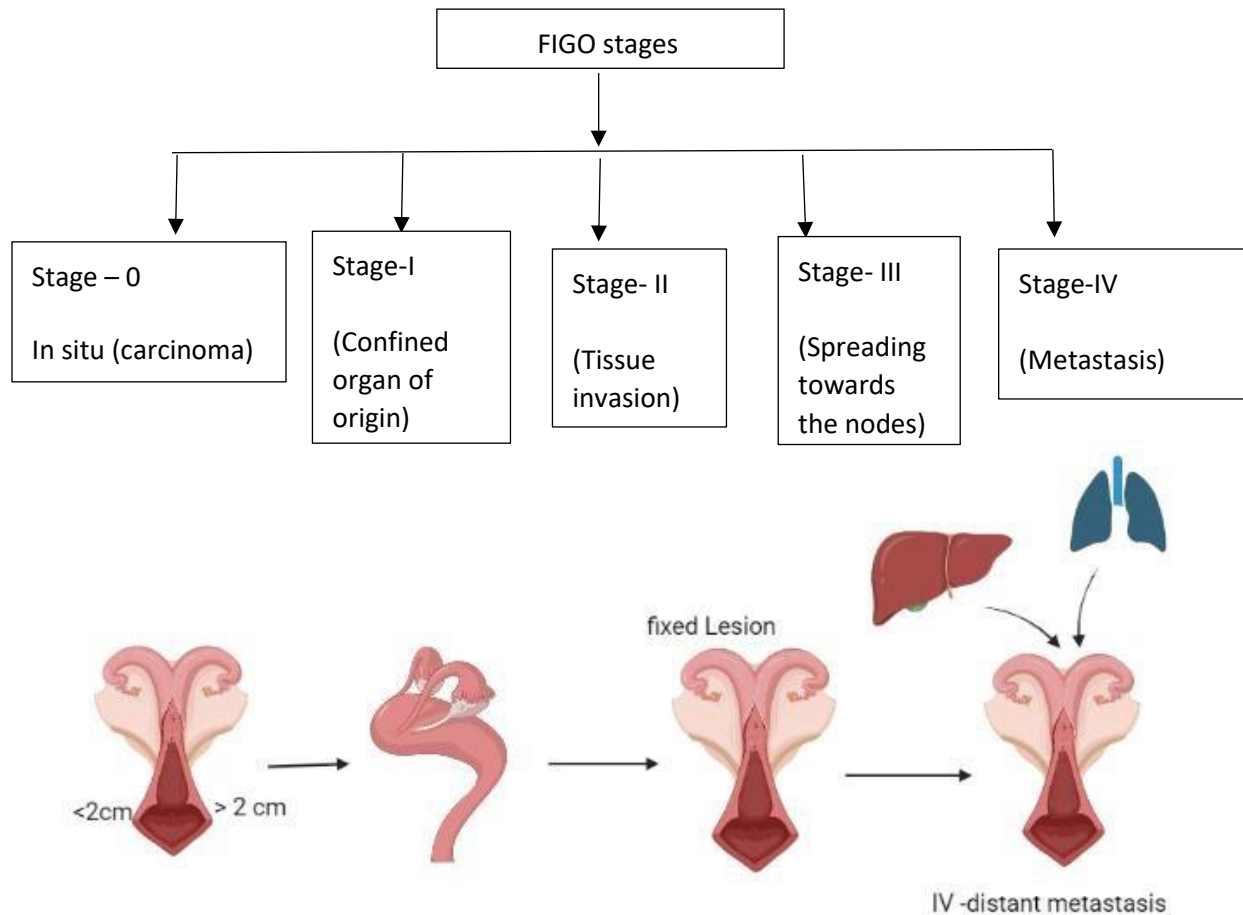 FIGO stages
Stage – 0
In situ (carcinoma)
Stage-I
(Confined
organ of
origin)
Stage- II
(Tissue
invasion)
Stage- III
(Spreading
towards
the nodes)
Stage-IV
(Metastasis)
fixed Lesion
<2cm
> 2 cm
IV -distant metastasis